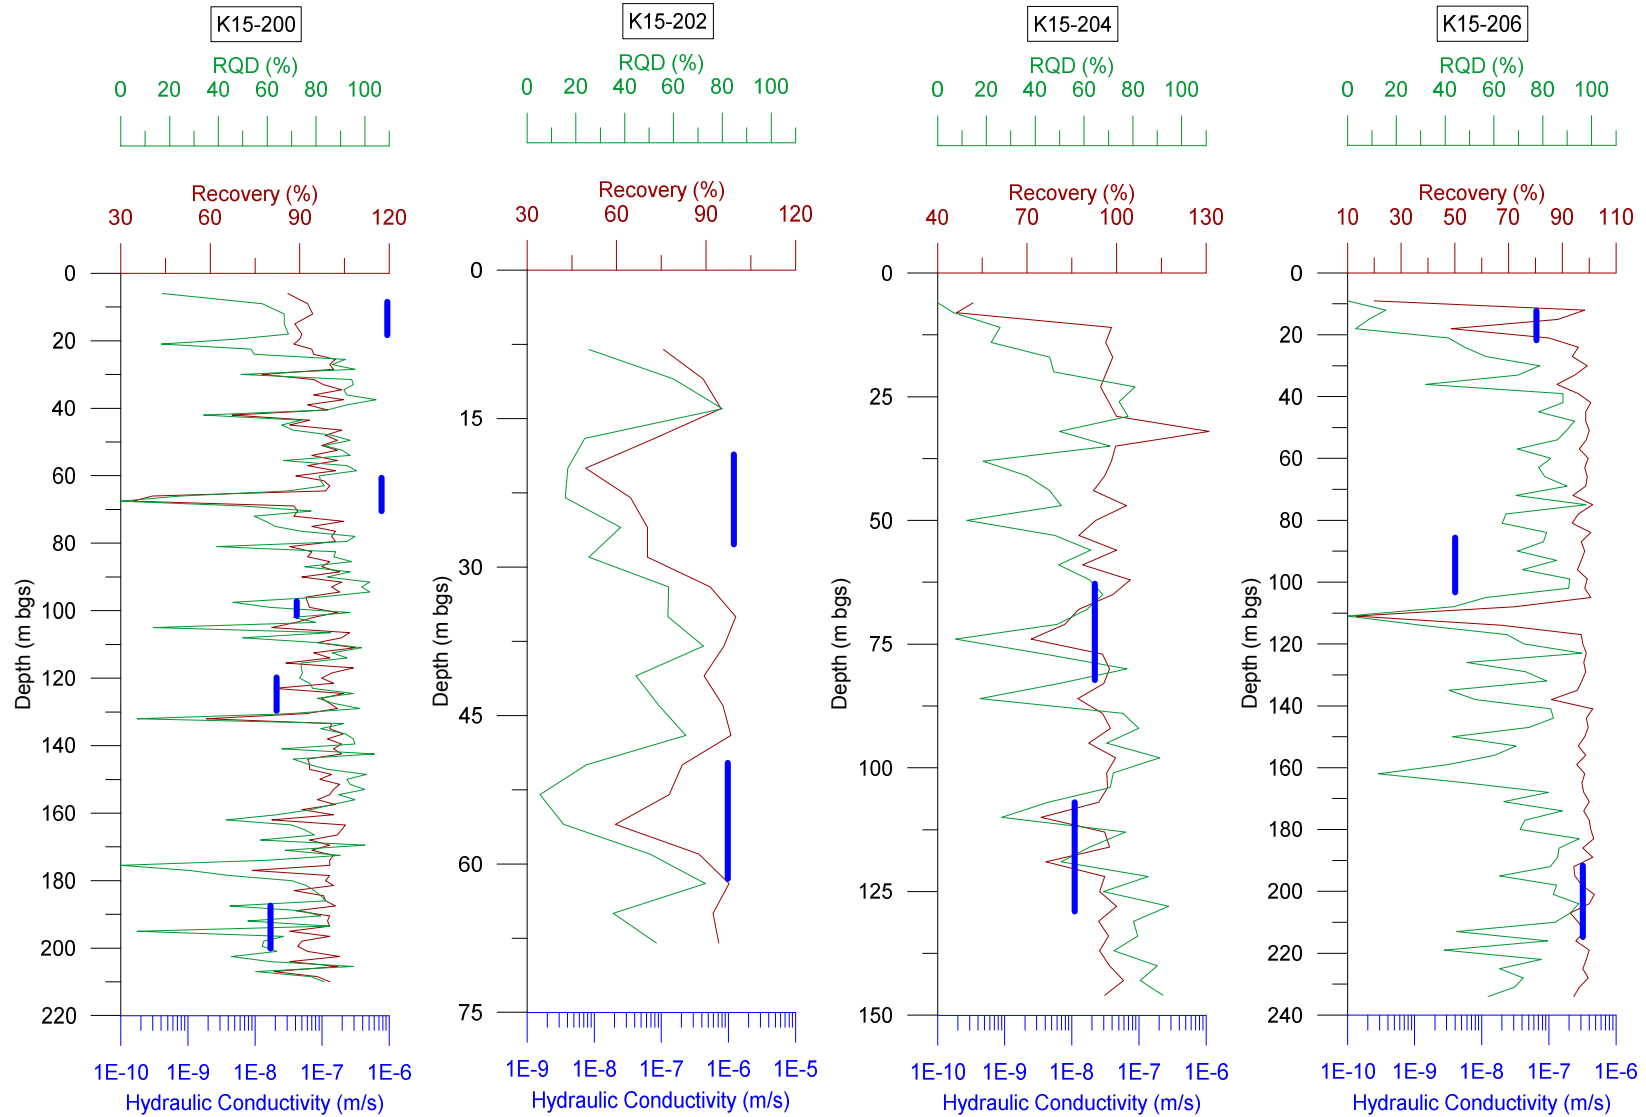 K15-200
RQD (%)
0 20 40 60 80 100
Recovery (%)
30 60 90 120
0
20
40
60
80
100
120
140
160
180
200
220
Depth (m bgs)
1E-10 1E-9 1E-8 1E-7 1E-6
Hydraulic Conductivity (m/s)
K15-202
RQD (%)
0 20 40 60 80 100
Recovery (%)
30 60 90 120
0
15
30
45
60
75
Depth (m bgs)
1E-9 1E-8 1E-7 1E-6 1E-5
Hydraulic Conductivity (m/s)
K15-204
RQD (%)
0 20 40 60 80 100
Recovery (%)
40 70 100 130
0
25
50
75
100
125
150
Depth (m bgs)
1E-10 1E-9 1E-8 1E-7 1E-6
Hydraulic Conductivity (m/s)
K15-206
RQD (%)
0 20 40 60 80 100
Recovery (%)
10 30 50 70 90 110
0
20
40
60
80
100
120
140
160
180
200
220
240
Depth (m bgs)
1E-10 1E-9 1E-8 1E-7 1E-6
Hydraulic Conductivity (m/s)